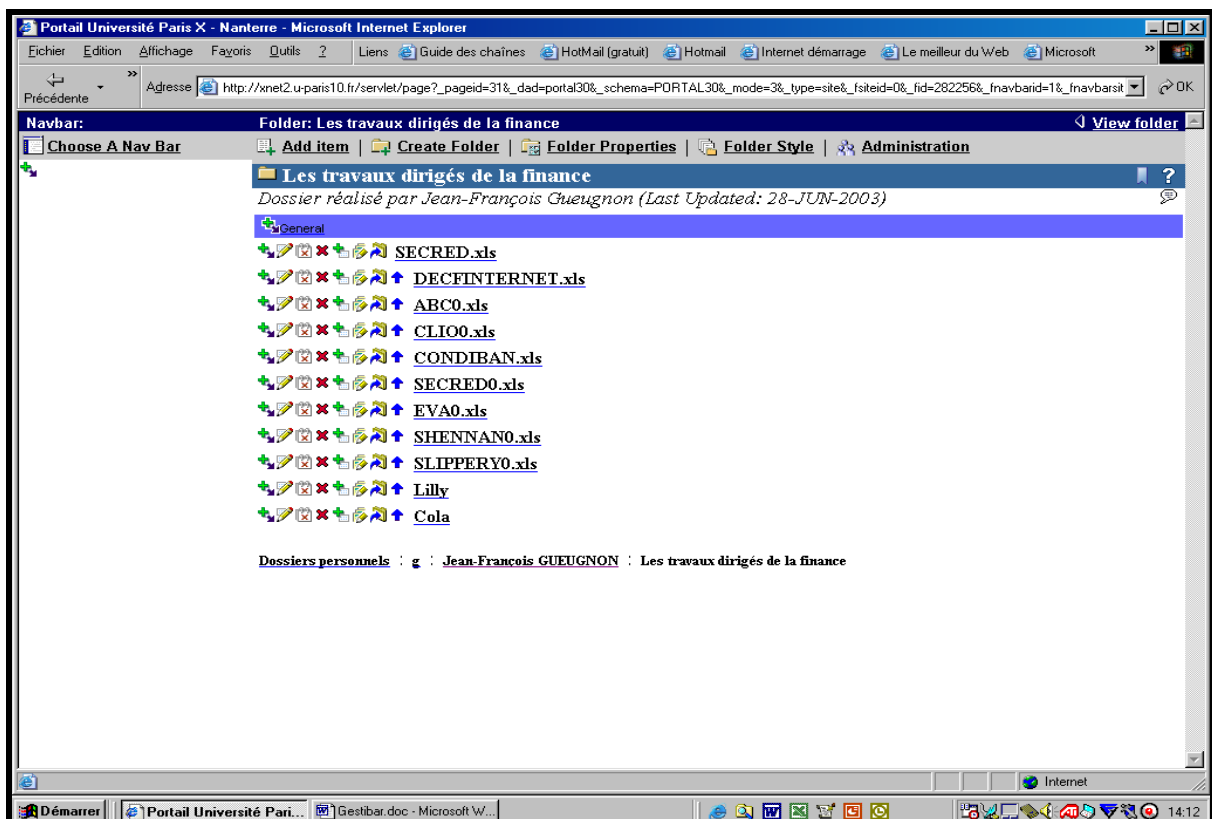 Portail Université Paris X - Nanterre - Microsoft Internet Explorer
Fichier Edition Affichage Favoris Outils ? Liens Guide des chaînes HotMail (gratuit) Hotmail Internet démarrage Le meilleur du Web Microsoft »
Précédente » Adresse http://xnet2.u-paris10.fr/servlet/page?_pageid=31&_dad=portal30&_schema=PORTAL30&_mode=3&_type=site&_fsiteid=0&_fid=282256&_fnavbarid=1&_fnavbarsit OK
Navbar: Folder: Les travaux dirigés de la finance View folder
Choose A Nav Bar Add item | Create Folder | Folder Properties | Folder Style | Administration
Les travaux dirigés de la finance ?
Dossier réalisé par Jean-François Gueugnon (Last Updated: 28-JUN-2003)
General
SECRED.xls
DECFINTERNET.xls
ABC0.xls
CLIO0.xls
CONDIBAN.xls
SECRED0.xls
EVA0.xls
SHENNAN0.xls
SLIPPERY0.xls
Lilly
Cola
Dossiers personnels : g : Jean-François GUEUGNON : Les travaux dirigés de la finance
Internet
Démarrer Portail Université Pari... Gestibar.doc - Microsoft W... 14:12